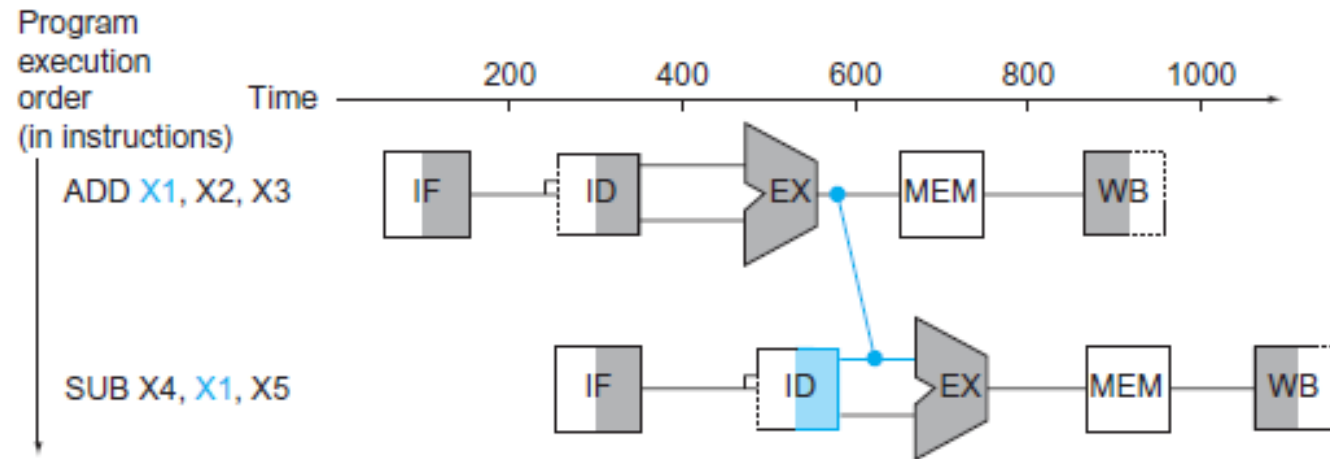 Program
execution
order
(in instructions)
Time
200 400 600 800 1000
ADD X1, X2, X3
IF ID EX MEM WB
SUB X4, X1, X5
IF ID EX MEM WB